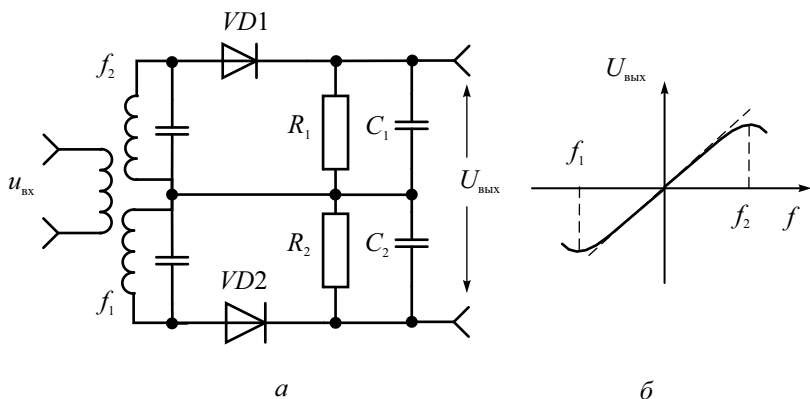 VD1
f₂
R₁
C₁
uвх
Uвых
R₂
C₂
VD2
f₁
а
Uвых
f₁
f₂
f
б